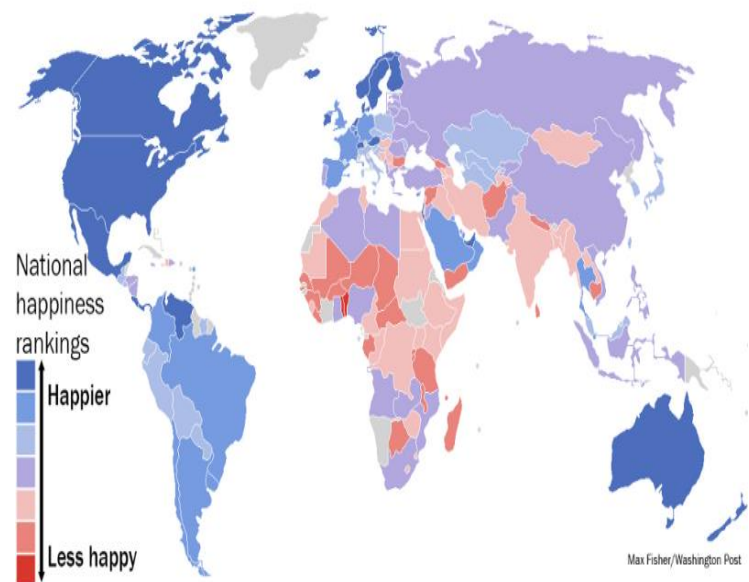 National
happiness
rankings
Happier
Less happy
Max Fisher/Washington Post